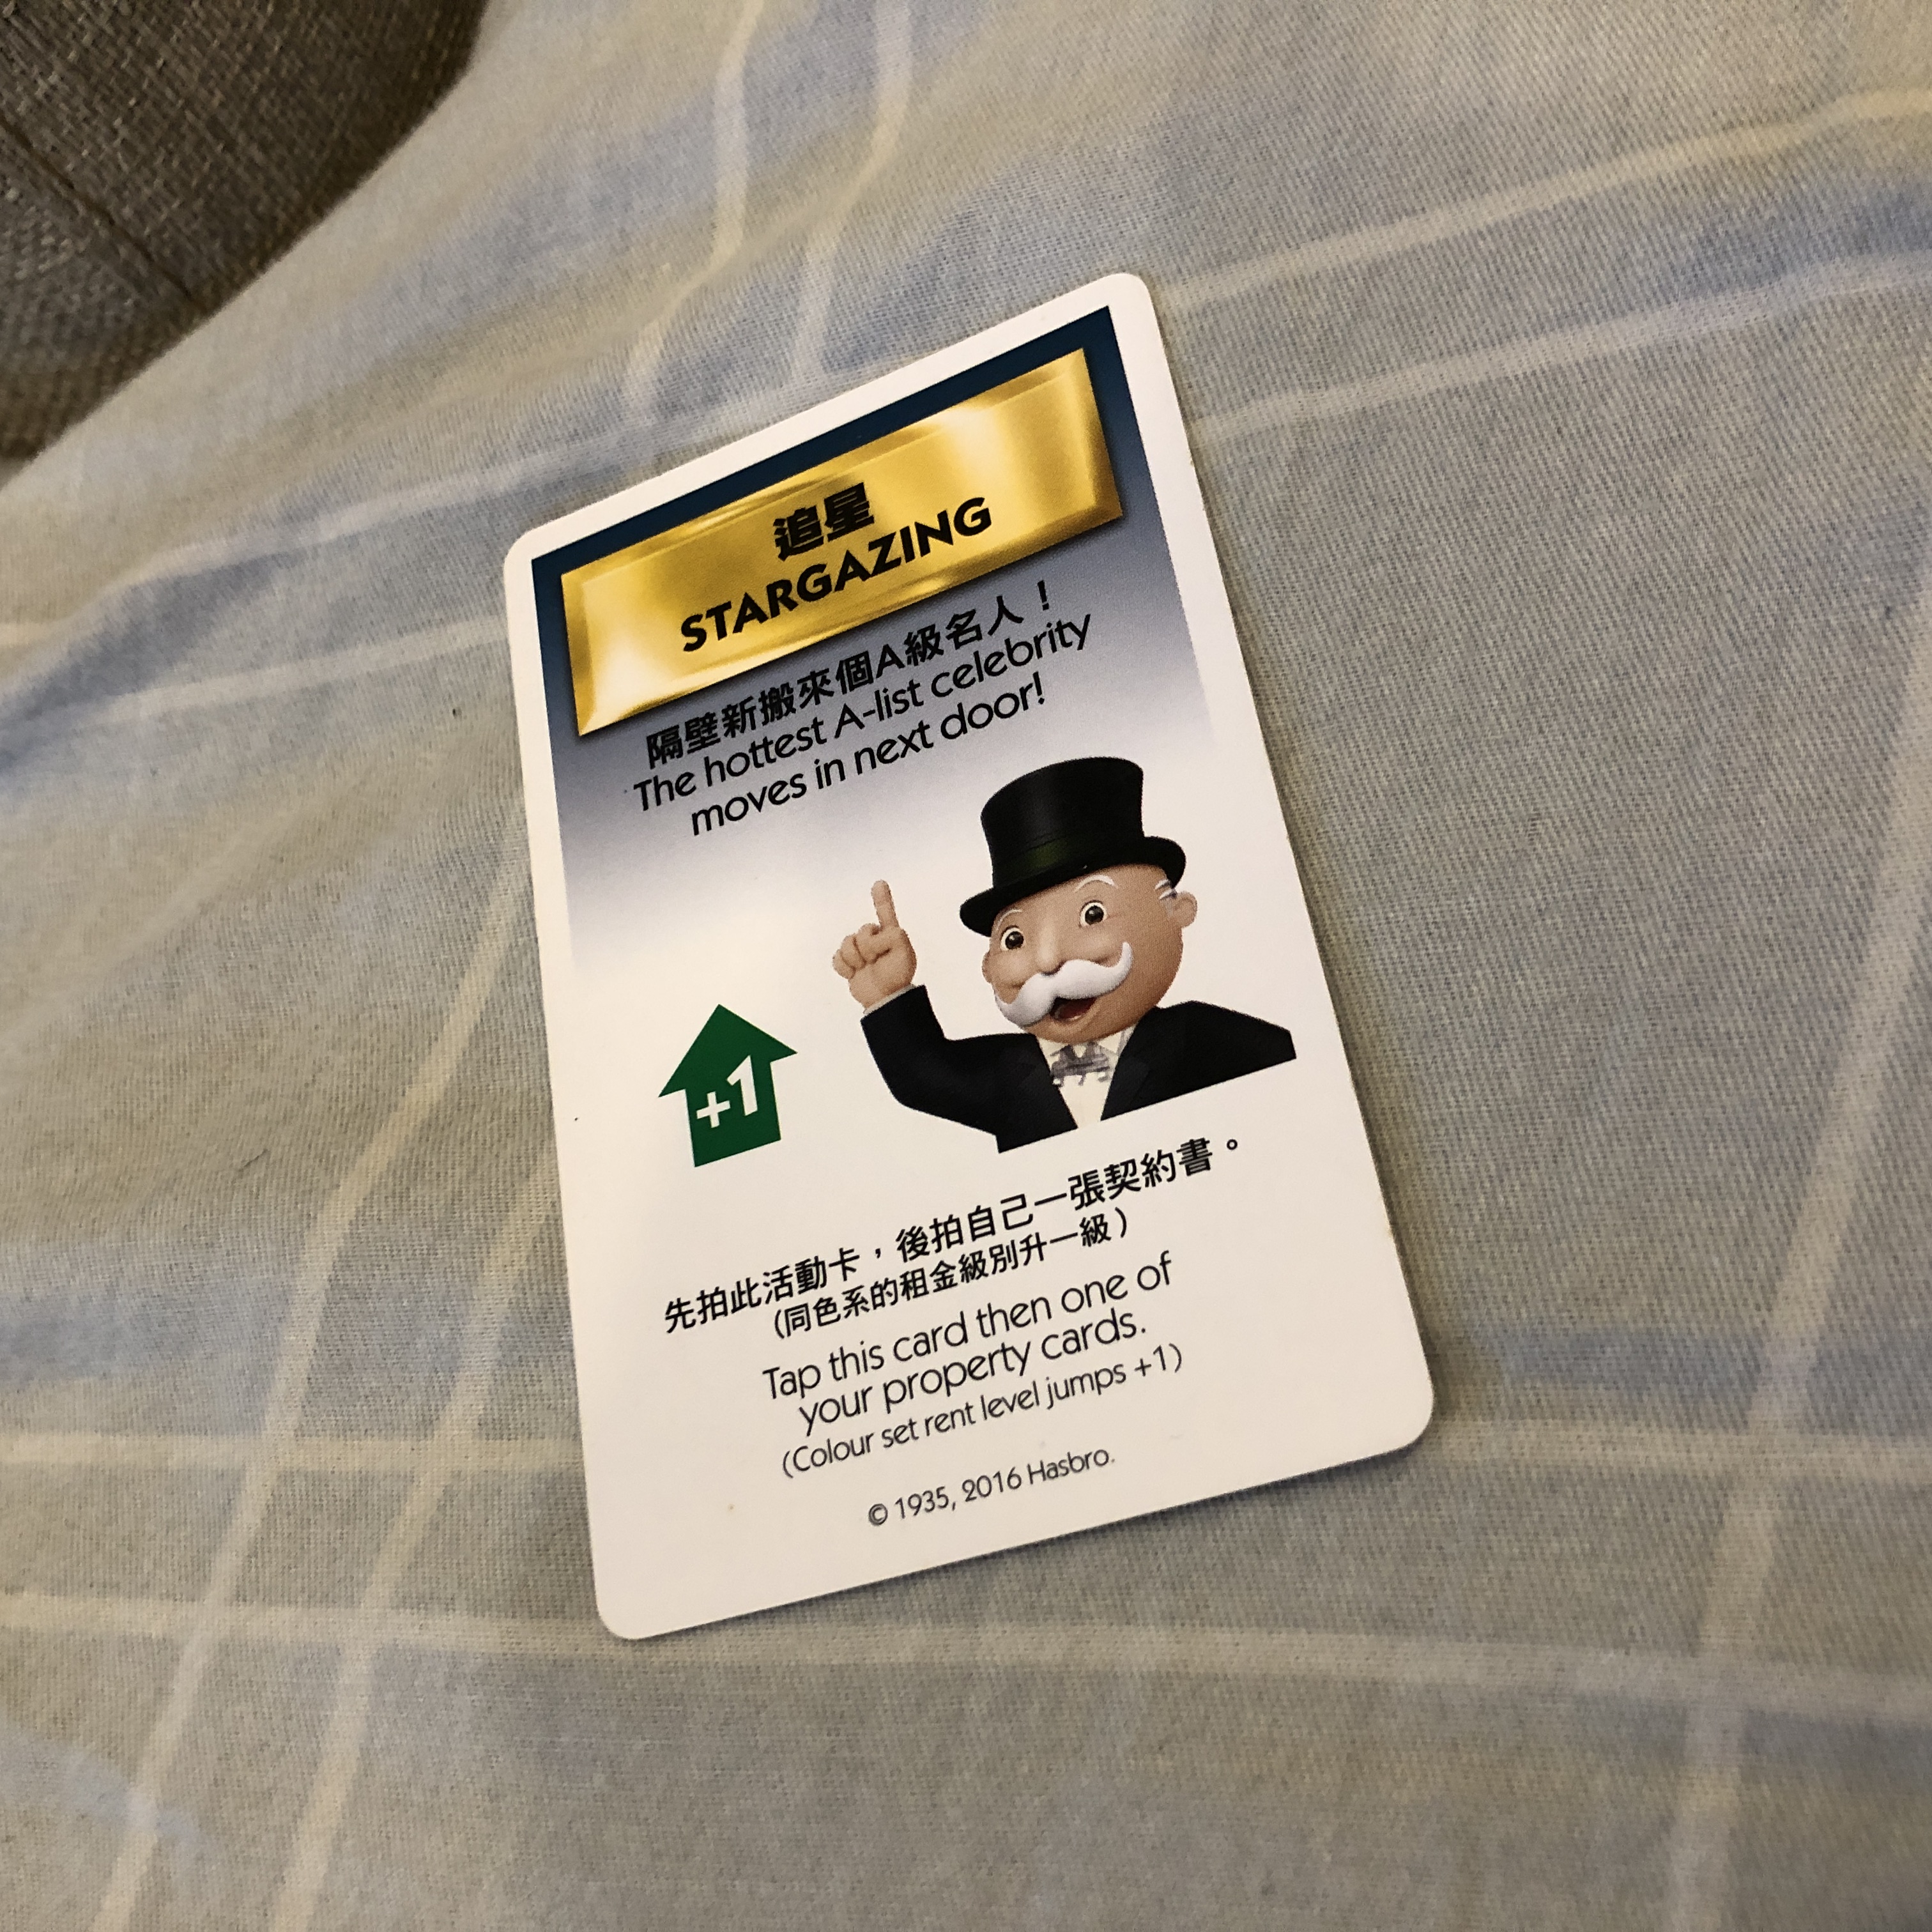 追星
STARGAZING
隔壁新搬來個A級名人！
The hottest A-list celebrity
moves in next door!
+1
先拍此活動卡，後拍自己一張契約書。
(同色系的租金級別升一級)
Tap this card then one of
your property cards.
(Colour set rent level jumps +1)
© 1935, 2016 Hasbro.